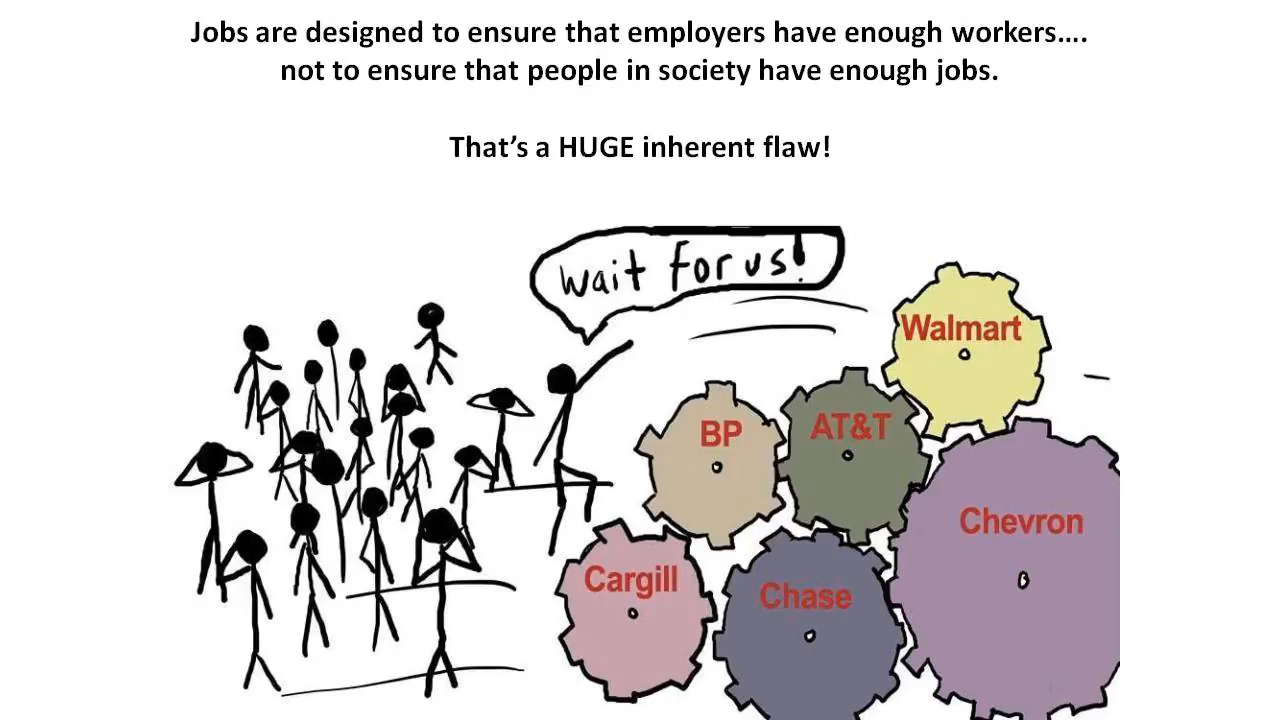 Jobs are designed to ensure that employers have enough workers....
not to ensure that people in society have enough jobs.
That's a HUGE inherent flaw!
wait for us!
Walmart
BP
AT&T
Chevron
Cargill
Chase